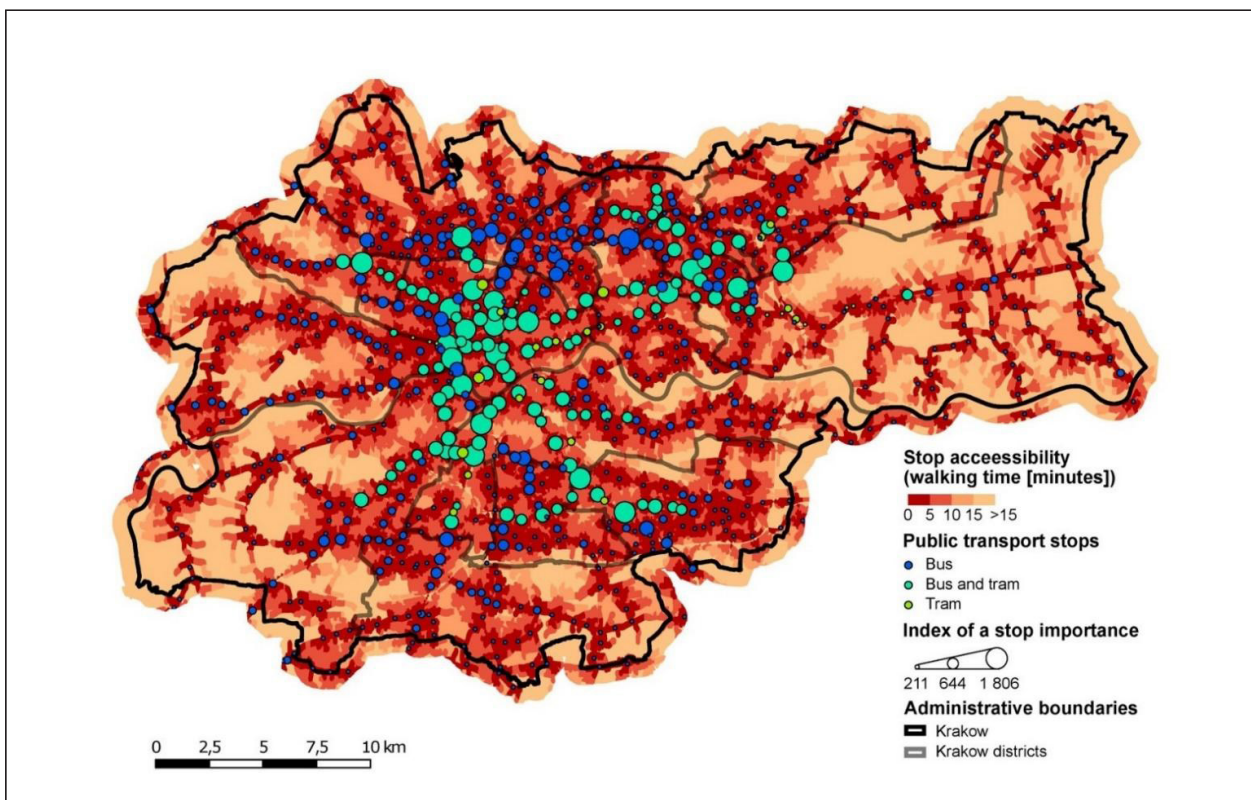 Stop acceessibility
(walking time [minutes])
0 5 10 15 >15
Public transport stops
Bus
Bus and tram
Tram
Index of a stop importance
211 644 1 806
Administrative boundaries
Krakow
Krakow districts
0 2,5 5 7,5 10 km